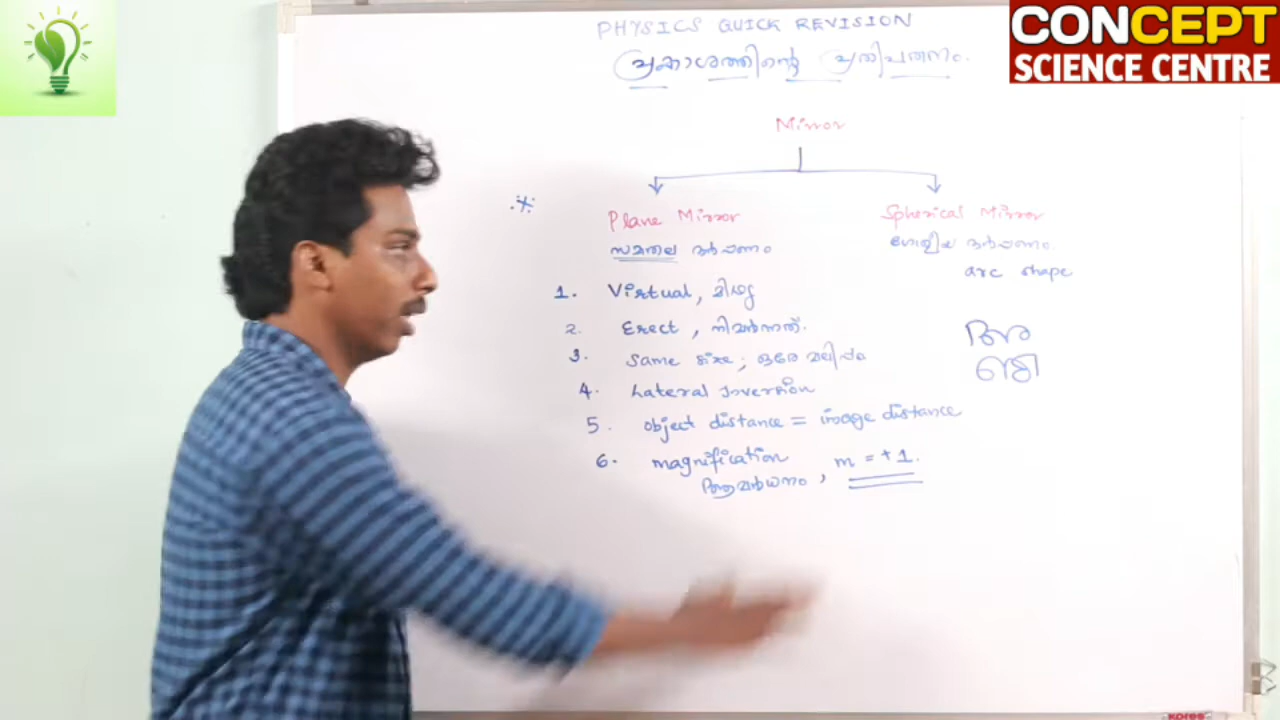 CONCEPT
SCIENCE CENTRE
PHYSICS QUICK REVISION
പ്രകാശത്തിന്റെ പ്രതിപതനം.
Mirror
Plane Mirror
സമതല ദർപ്പണം
Spherical Mirror
ഗോളീയ ദർപ്പണം.
arc shape
1. Virtual, മിഥ്യ
2. Erect, നിവർന്നത്.
3. Same size; ഒരേ വലിപ്പം
4. Lateral Inversion
5. object distance = image distance
6. magnification, m = +1.
ആവർധനം
Kores